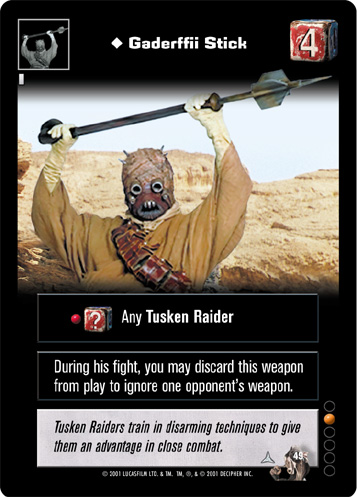 ◆ Gaderffii Stick
4
? Any Tusken Raider
During his fight, you may discard this weapon
from play to ignore one opponent's weapon.
Tusken Raiders train in disarming techniques to give
them an advantage in close combat.
49
© 2001 LUCASFILM LTD. & TM. TM, ®, & © 2001 DECIPHER INC.